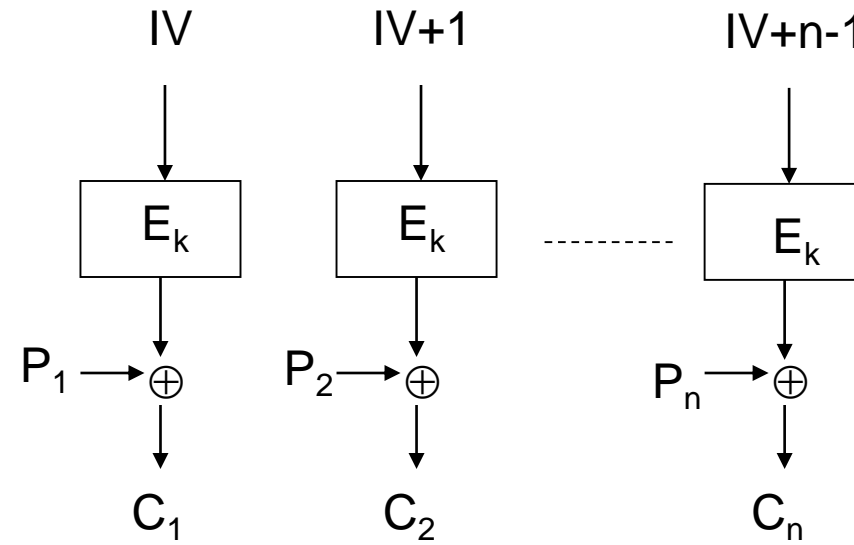 IV IV+1 IV+n-1
E_k E_k E_k
P_1 ⊕ P_2 ⊕ P_n ⊕
C_1 C_2 C_n